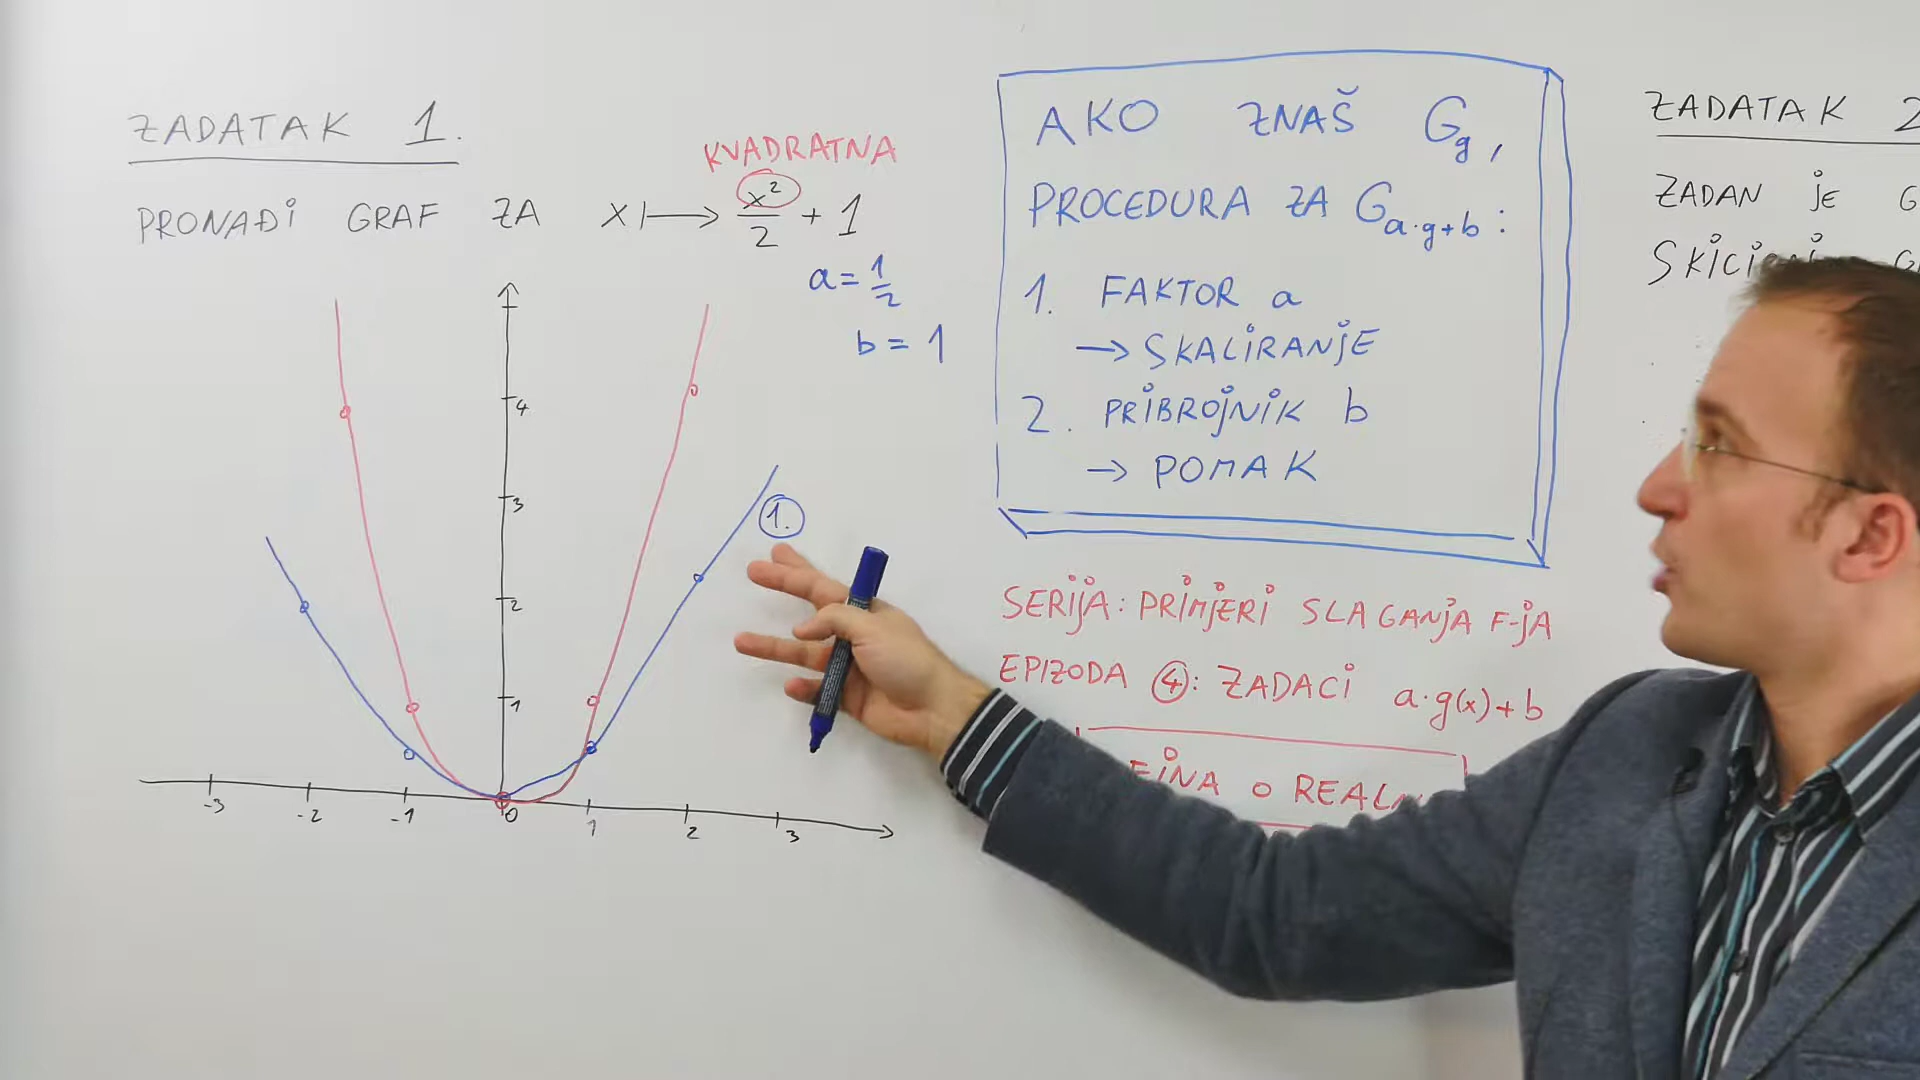 ZADATAK 1.
PRONAĐI GRAF ZA x ↦ x²/2 + 1
KVADRATNA
a = 1/2
b = 1
4
3
2
1
-3 -2 -1 0 1 2 3
1.
AKO ZNAŠ G_g,
PROCEDURA ZA G_a·g+b :
1. FAKTOR a
→ SKALIRANJE
2. PRIBROJNIK b
→ POMAK
SERIJA: PRIMJERI SLAGANJA F-JA
EPIZODA 4: ZADACI a·g(x)+b
O
ZADATAK 2
ZADAN JE G